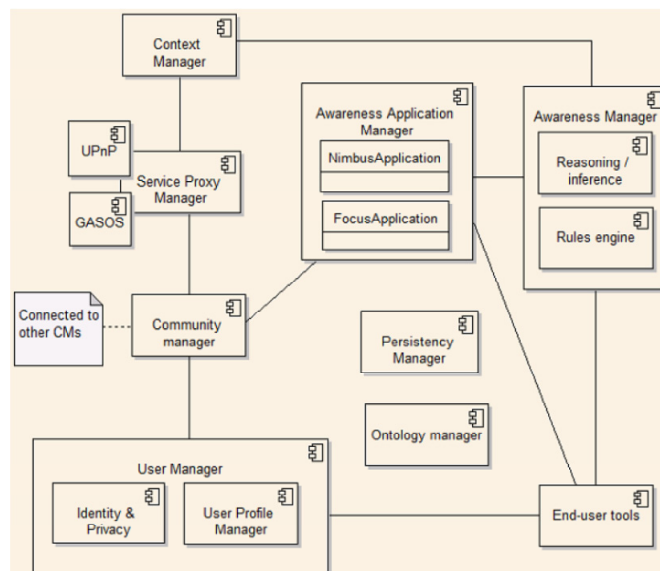 Context
Manager
Awareness Application
Manager
NimbusApplication
FocusApplication
Awareness Manager
Reasoning /
inference
Rules engine
UPnP
Service Proxy
Manager
GASOS
Connected to
other CMs
Community
manager
Persistency
Manager
Ontology manager
User Manager
Identity &
Privacy
User Profile
Manager
End-user tools